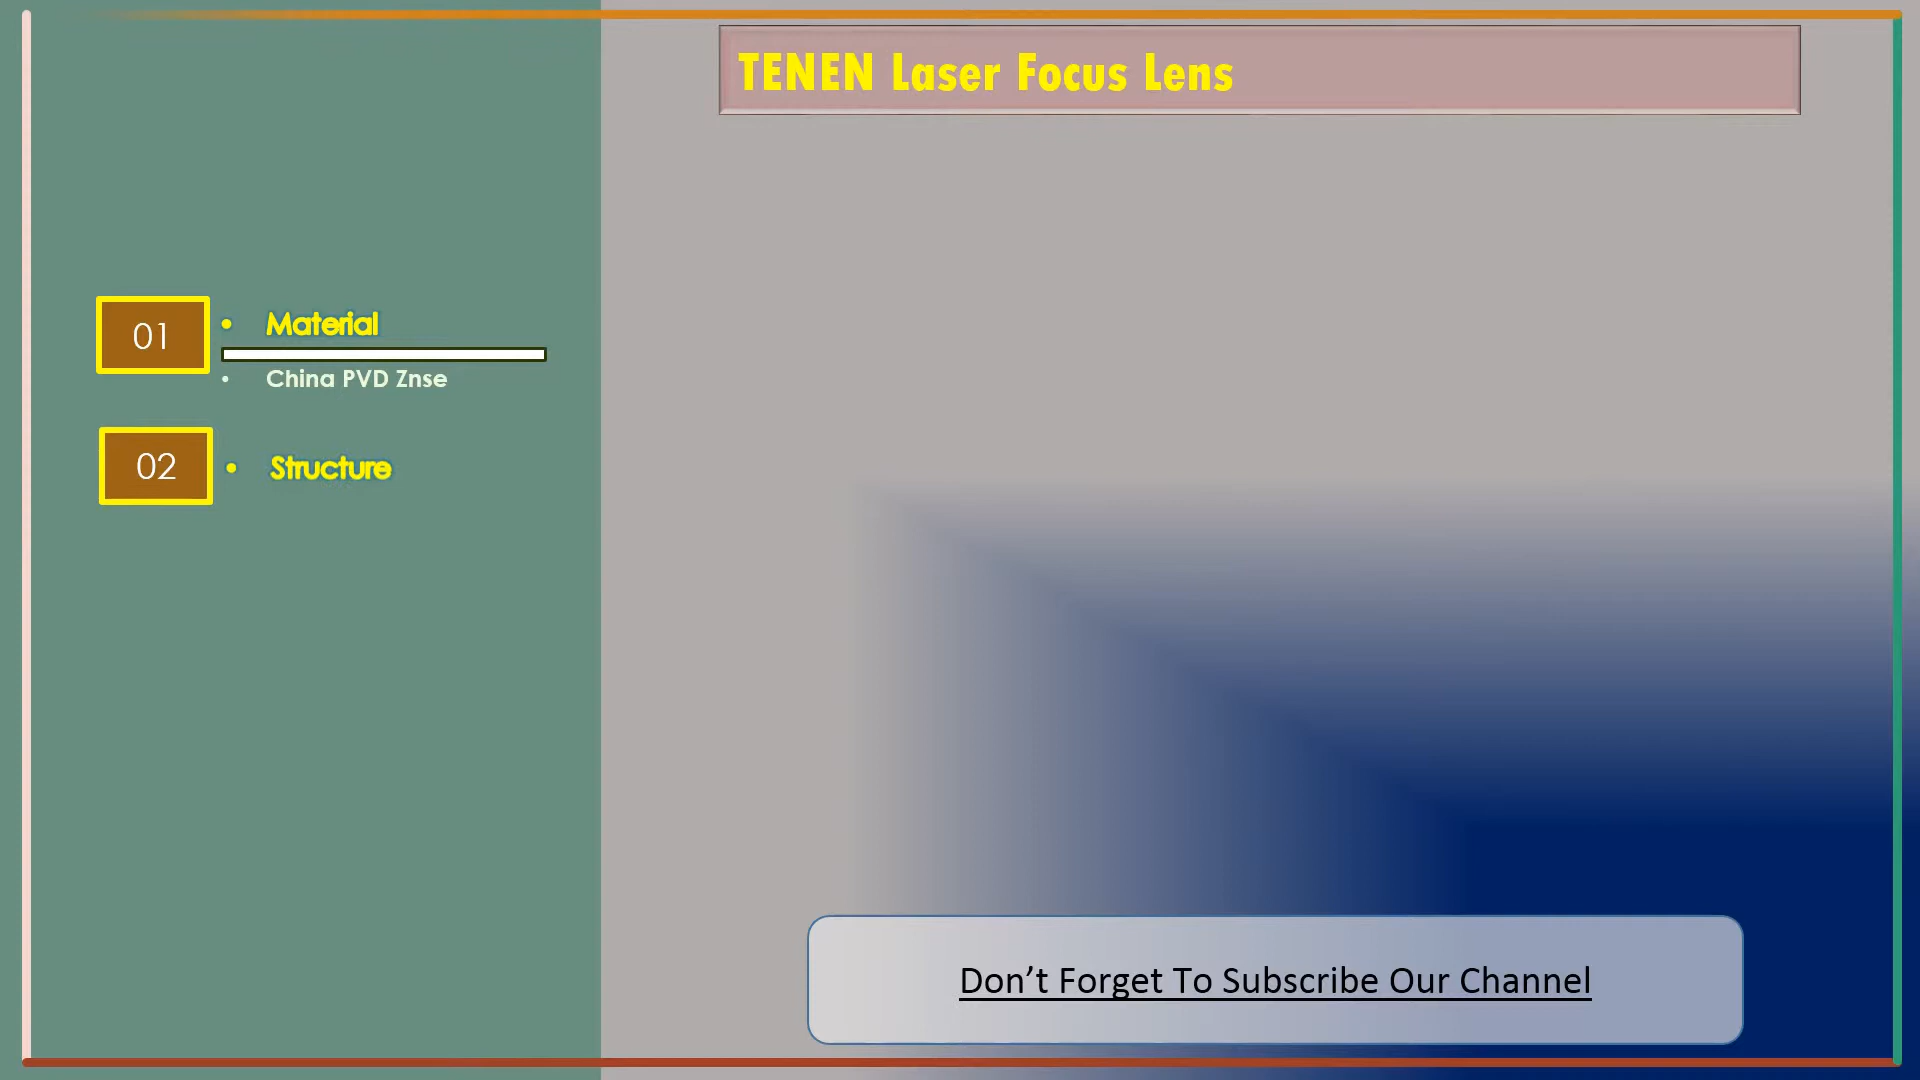 TENEN Laser Focus Lens
01
• Material
• China PVD Znse
02
• Structure
Don’t Forget To Subscribe Our Channel